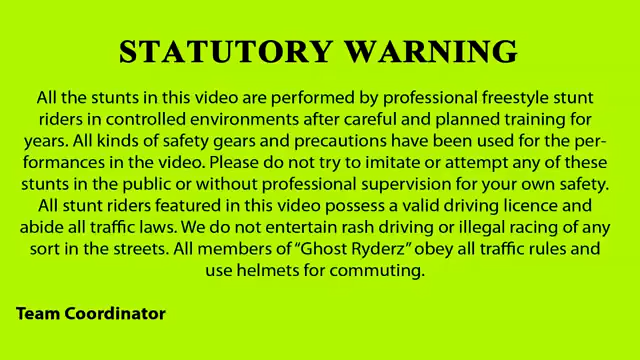 STATUTORY WARNING
All the stunts in this video are performed by professional freestyle stunt
riders in controlled environments after careful and planned training for
years. All kinds of safety gears and precautions have been used for the per-
formances in the video. Please do not try to imitate or attempt any of these
stunts in the public or without professional supervision for your own safety.
All stunt riders featured in this video possess a valid driving licence and
abide all traffic laws. We do not entertain rash driving or illegal racing of any
sort in the streets. All members of “Ghost Ryderz” obey all traffic rules and
use helmets for commuting.
Team Coordinator